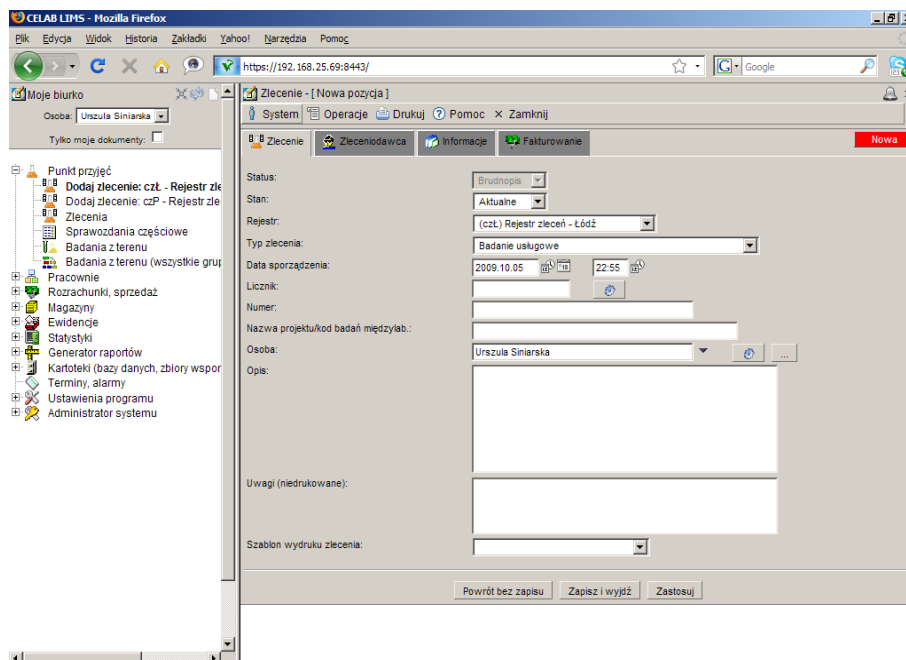 CELAB LIMS - Mozilla Firefox
Plik Edycja Widok Historia Zakładki Yahoo! Narzędzia Pomoc
https://192.168.25.69:8443/
G Google
Moje biurko
Osoba: Urszula Siniarska
Tylko moje dokumenty:
Punkt przyjęć
Dodaj zlecenie: czŁ - Rejestr zle
Dodaj zlecenie: czP - Rejestr zle
Zlecenia
Sprawozdania częściowe
Badania z terenu
Badania z terenu (wszystkie grup
Pracownie
Rozrachunki, sprzedaż
Magazyny
Ewidencje
Statystyki
Generator raportów
Kartoteki (bazy danych, zbiory wspor
Terminy, alarmy
Ustawienia programu
Administrator systemu
Zlecenie - [ Nowa pozycja ]
System Operacje Drukuj Pomoc Zamknij
Zlecenie Zleceniodawca Informacje Fakturowanie Nowa
Status: Brudnopis
Stan: Aktualne
Rejestr: (czŁ) Rejestr zleceń - Łódź
Typ zlecenia: Badanie usługowe
Data sporządzenia: 2009.10.05 22:55
Licznik:
Numer:
Nazwa projektu/kod badań międzylab.:
Osoba: Urszula Siniarska ...
Opis:
Uwagi (niedrukowane):
Szablon wydruku zlecenia:
Powrót bez zapisu Zapisz i wyjdź Zastosuj